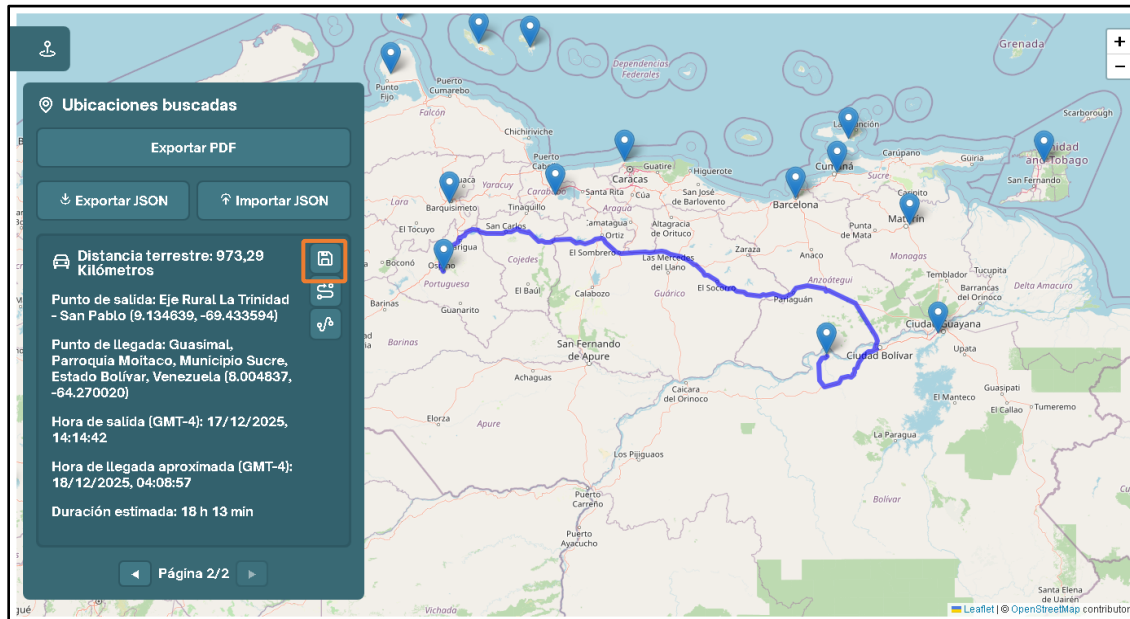 Ubicaciones buscadas
Exportar PDF
Exportar JSON
Importar JSON
Distancia terrestre: 973,29
Kilómetros
Punto de salida: Eje Rural La Trinidad
- San Pablo (9.134639, -69.433594)
Punto de llegada: Guasimal,
Parroquia Moitaco, Municipio Sucre,
Estado Bolívar, Venezuela (8.004837,
-64.270020)
Hora de salida (GMT-4): 17/12/2025,
14:14:42
Hora de llegada aproximada (GMT-4):
18/12/2025, 04:08:57
Duración estimada: 18 h 13 min
Página 2/2
+
−
Grenada
Dependencias
Federales
Scarborough
Punto
Fijo
Puerto
Cumarebo
Falcón
Chichiriviche
Carúpano
Güiria
and Tobago
San Fernando
Cumaná
Sucre
Caripito
Puerto
Guatire
Caracas
Higuerote
Yaracuy
Santa Rita
Cúa
San José
de Barlovento
Barcelona
Lara
Barquisimeto
Tinaquillo
Aragua
Altagracia
de Orituco
Punta
de Mata
El Tocuyo
San Carlos
Ortiz
Zaraza
Anaco
Monagas
Boconó
Cojedes
El Sombrero
Las Mercedes
del Llano
Temblador
Tucupita
Portuguesa
El Baúl
Calabozo
Guárico
El Socorro
Anzoátegui
Barrancas
del Orinoco
Delta Amacuro
Pariaguán
Barinas
Guanarito
San Fernando
de Apure
Ciudad Guayana
Ciudad Bolívar
Upata
Barinas
Achaguas
Caicara
del Orinoco
Guasipati
El Manteco
El Callao
Tumeremo
Elorza
Apure
La Paragua
Los Pijiguaos
Puerto
Carreño
Bolívar
Puerto
Ayacucho
Vichada
Santa Elena
de Uairén
Leaflet | © OpenStreetMap contributor